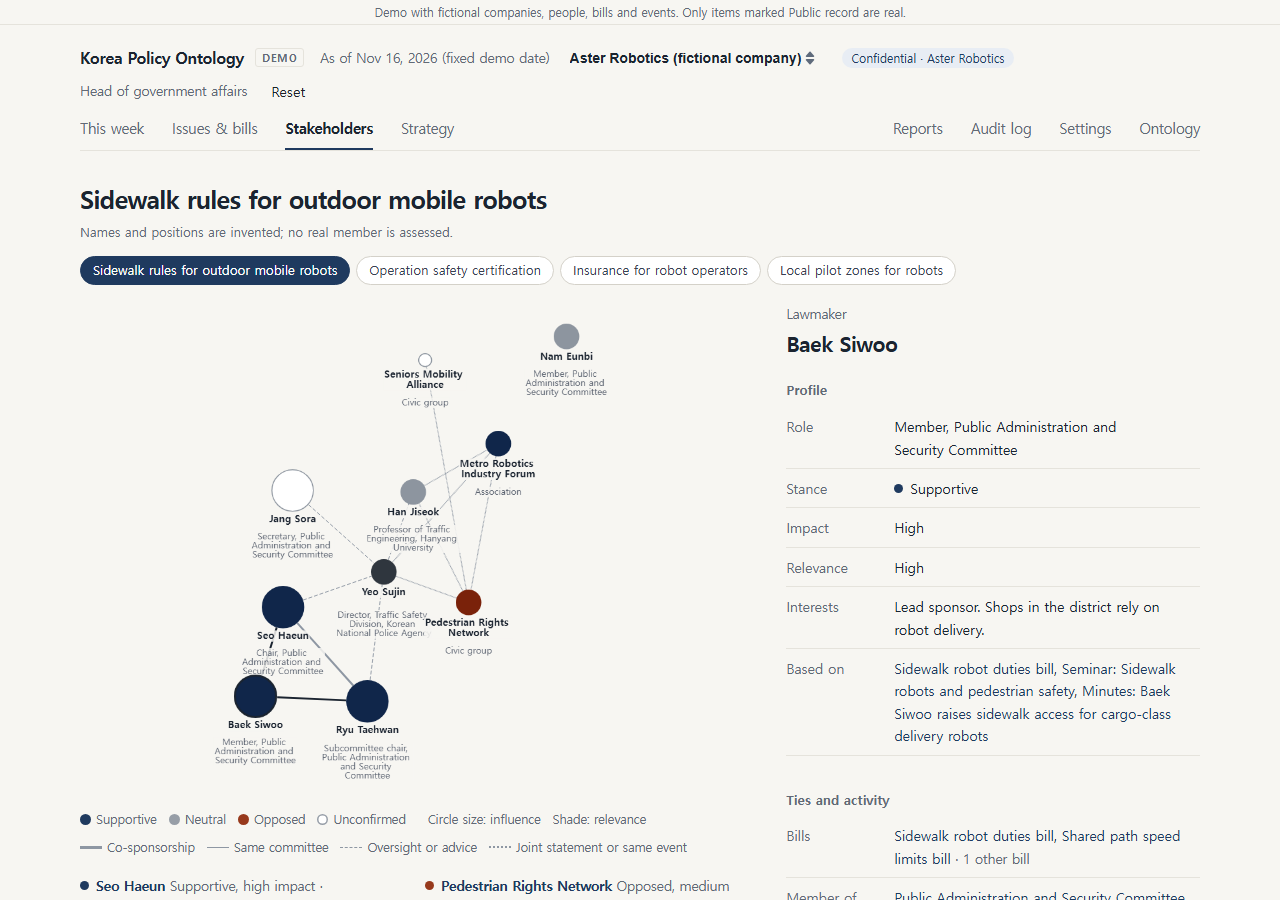 Demo with fictional companies, people, bills and events. Only items marked Public record are real.
Korea Policy Ontology DEMO As of Nov 16, 2026 (fixed demo date) Aster Robotics (fictional company) Confidential · Aster Robotics
Head of government affairs Reset
This week Issues & bills Stakeholders Strategy Reports Audit log Settings Ontology
Sidewalk rules for outdoor mobile robots
Names and positions are invented; no real member is assessed.
Sidewalk rules for outdoor mobile robots Operation safety certification Insurance for robot operators Local pilot zones for robots
Nam Eunbi
Member, Public
Administration and
Security Committee
Seniors Mobility
Alliance
Civic group
Metro Robotics
Industry Forum
Association
Han Jiseok
Professor of Traffic
Engineering, Hanyang
University
Jang Sora
Secretary, Public
Administration and
Security Committee
Yeo Sujin
Director, Traffic Safety
Division, Korean
National Police Agenc
Pedestrian Rights
Network
Civic group
Seo Haeun
Chair, Public
Administration and
Security Committee
Baek Siwoo
Member, Public
Administration and
Security Committee
Ryu Taehwan
Subcommittee chair,
Public Administration
and Security
Committee
Supportive Neutral Opposed Unconfirmed Circle size: influence Shade: relevance
Co-sponsorship Same committee Oversight or advice Joint statement or same event
Seo Haeun Supportive, high impact ·
Pedestrian Rights Network Opposed, medium
Lawmaker
Baek Siwoo
Profile
Role Member, Public Administration and
Security Committee
Stance Supportive
Impact High
Relevance High
Interests Lead sponsor. Shops in the district rely on
robot delivery.
Based on Sidewalk robot duties bill, Seminar: Sidewalk
robots and pedestrian safety, Minutes: Baek
Siwoo raises sidewalk access for cargo-class
delivery robots
Ties and activity
Bills Sidewalk robot duties bill, Shared path speed
limits bill · 1 other bill
Member of Public Administration and Security Committee